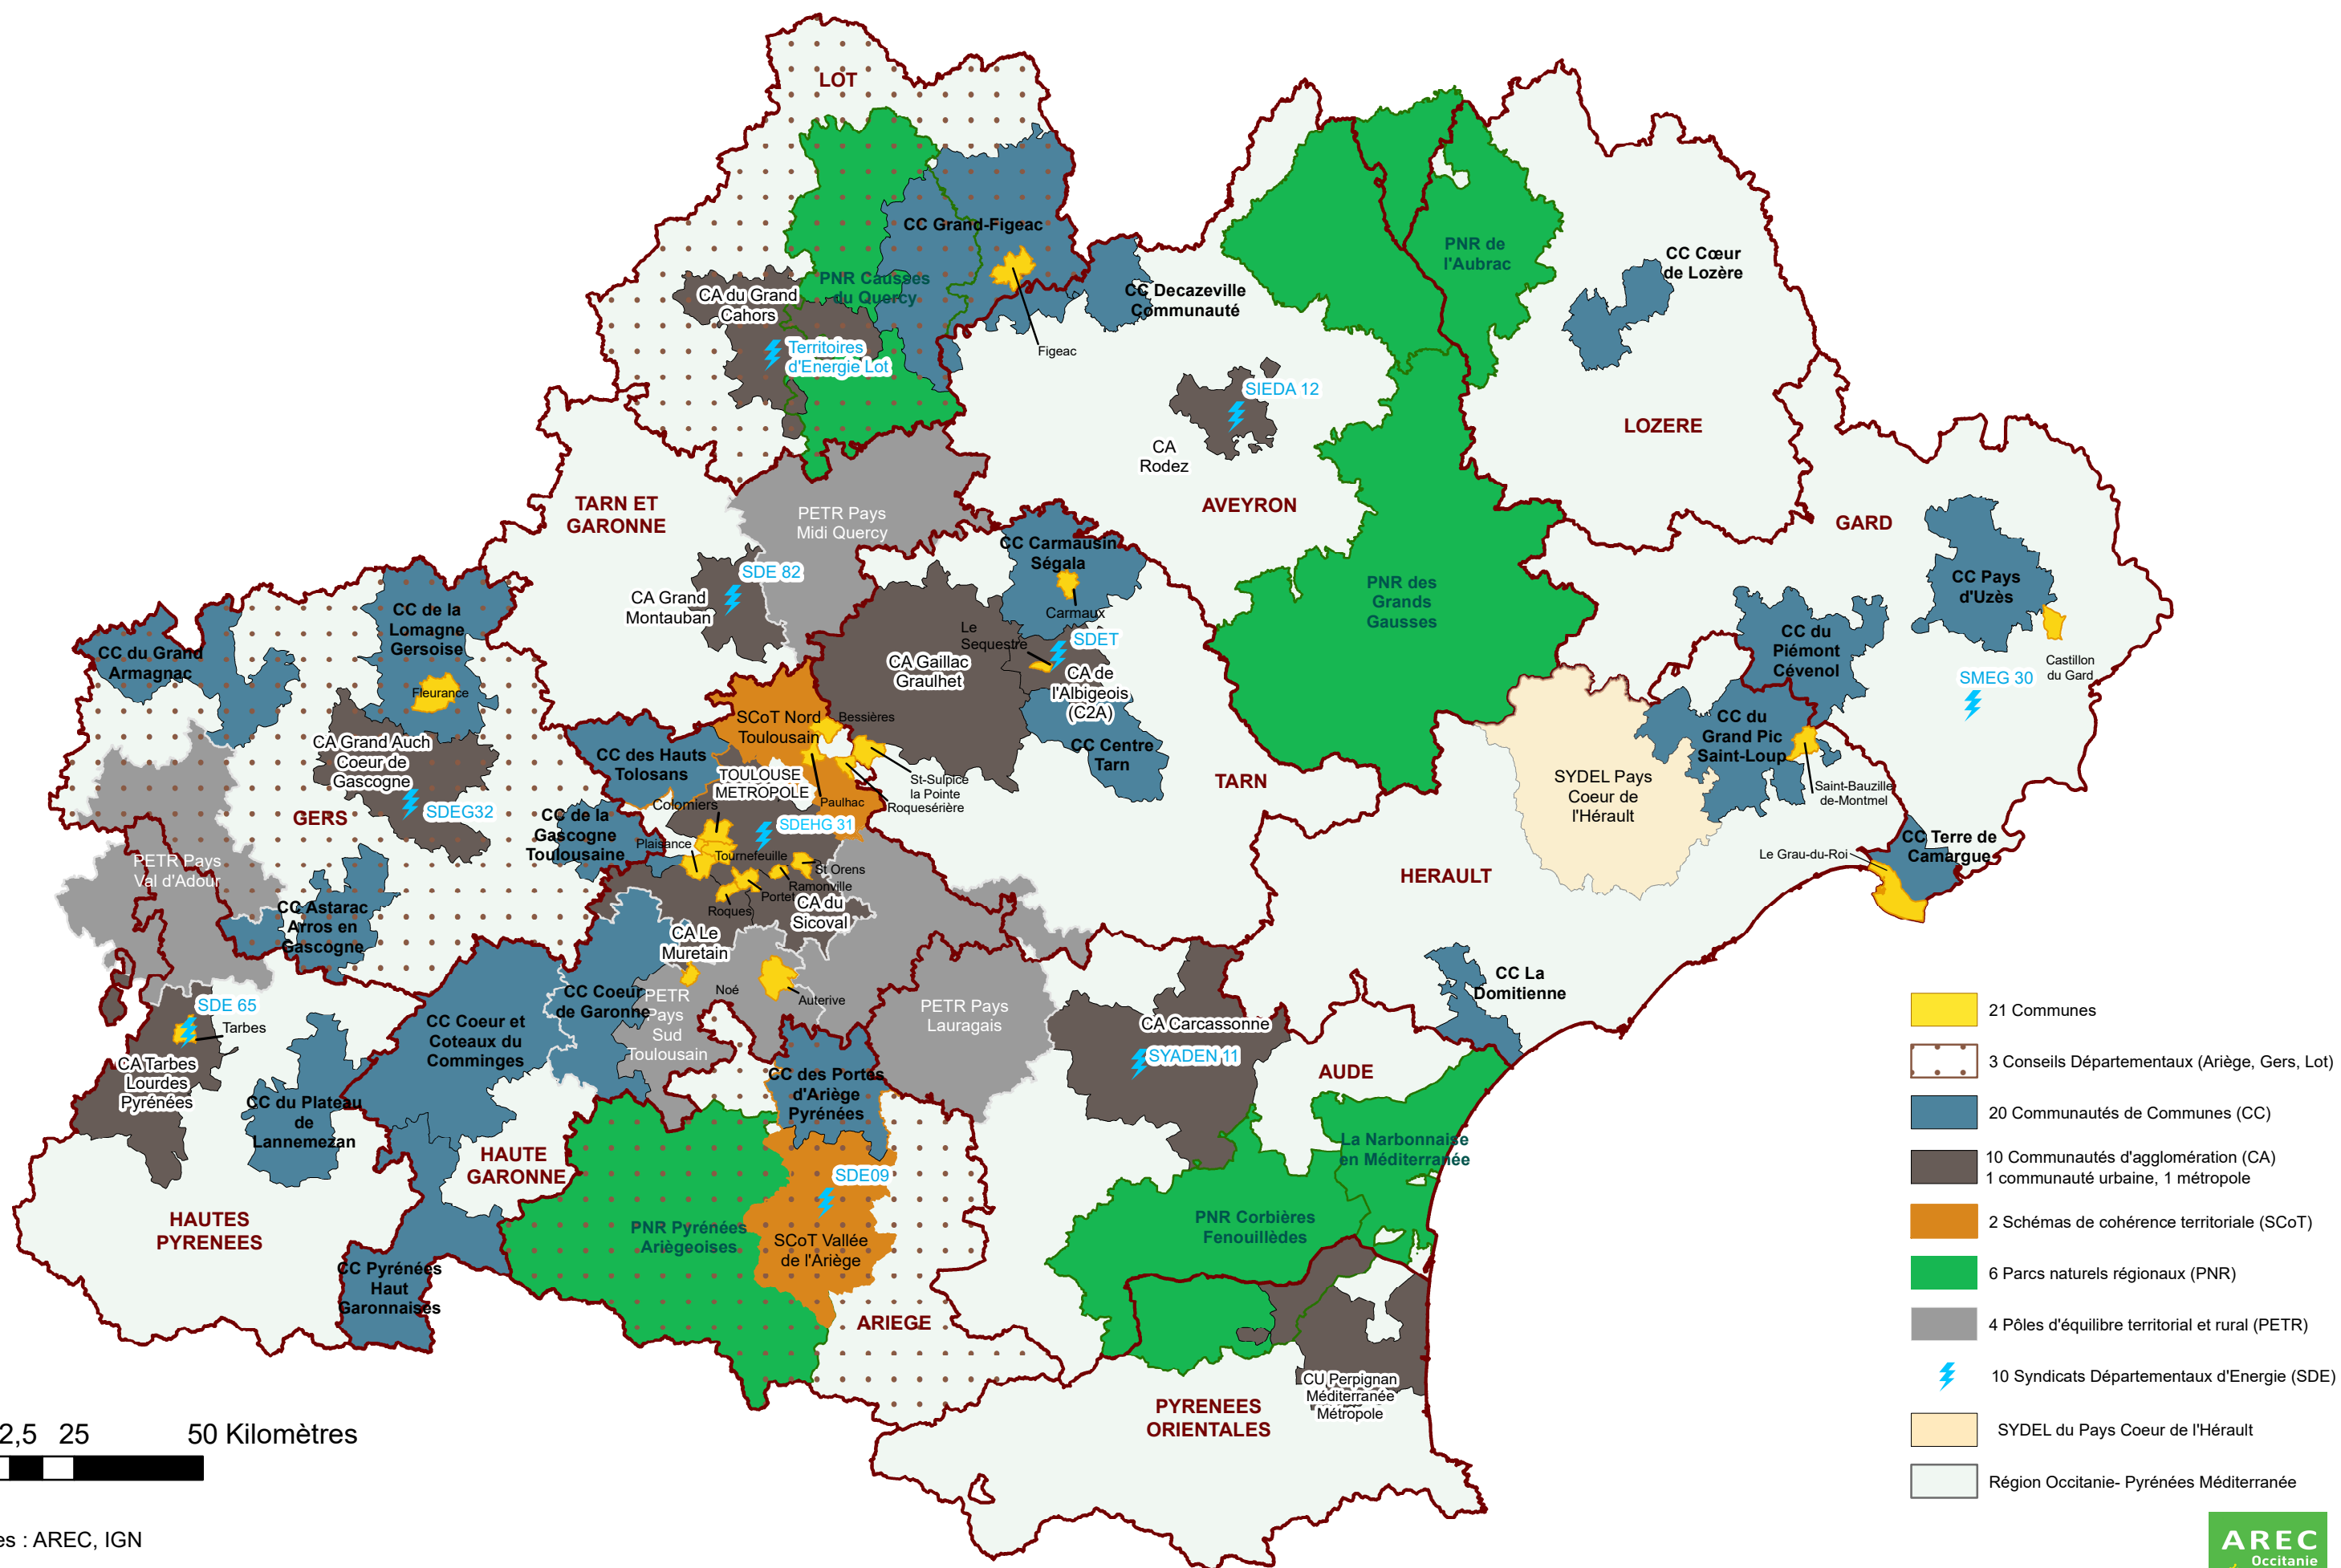 LOT
CC Grand-Figeac
PNR Causses
du Quercy
CA du Grand
Cahors
Territoires
d'Energie Lot
Figeac
CC Decazeville
Communauté
PNR de
l'Aubrac
CC Cœur
de Lozère
SIEDA 12
CA
Rodez
LOZERE
AVEYRON
TARN ET
GARONNE
PETR Pays
Midi Quercy
GARD
CC Carmausin
Ségala
Carmaux
SDE 82
CA Grand
Montauban
PNR des
Grands
Gausses
CC Pays
d'Uzès
Castillon
du Gard
SMEG 30
CC du
Piémont
Cévenol
CC de la
Lomagne
Gersoise
Fleurance
CC du Grand
Armagnac
Le
Sequestre
SDET
CA Gaillac
Graulhet
CA de
l'Albigeois
(C2A)
CC Centre
Tarn
SCoT Nord
Toulousain
Bessières
CC du
Grand Pic
Saint-Loup
Saint-Bauzille
de-Montmel
CA Grand Auch
Coeur de
Gascogne
SDEG32
GERS
CC des Hauts
Tolosans
TOULOUSE
METROPOLE
St-Sulpice
la Pointe
Roquesérière
Paulhac
TARN
SYDEL Pays
Coeur de
l'Hérault
Colomiers
SDEHG 31
CC de la
Gascogne
Toulousaine
Plaisance
Tournefeuille
St Orens
Ramonville
Portet
Roques
CA du
Sicoval
CC Terre de
Camargue
Le Grau-du-Roi
HERAULT
PETR Pays
Val d'Adour
CC Astarac
Arros en
Gascogne
CA Le
Muretain
CC La
Domitienne
SDE 65
Tarbes
CC Coeur
de Garonne
PETR
Pays
Sud
Toulousain
Noé
Auterive
PETR Pays
Lauragais
CA Carcassonne
SYADEN 11
CC Coeur et
Coteaux du
Comminges
CA Tarbes
Lourdes
Pyrénées
CC des Portes
d'Ariège
Pyrénées
AUDE
CC du Plateau
de
Lannemezan
HAUTE
GARONNE
La Narbonnaise
en Méditerranée
SDE09
HAUTES
PYRENEES
PNR Pyrénées
Ariègeoises
SCoT Vallée
de l'Ariège
PNR Corbières
Fenouillèdes
CC Pyrénées
Haut
Garonnaises
ARIEGE
CU Perpignan
Méditerranée
Métropole
PYRENEES
ORIENTALES
21 Communes
3 Conseils Départementaux (Ariège, Gers, Lot)
20 Communautés de Communes (CC)
10 Communautés d'agglomération (CA)
1 communauté urbaine, 1 métropole
2 Schémas de cohérence territoriale (SCoT)
6 Parcs naturels régionaux (PNR)
4 Pôles d'équilibre territorial et rural (PETR)
10 Syndicats Départementaux d'Energie (SDE)
SYDEL du Pays Coeur de l'Hérault
Région Occitanie- Pyrénées Méditerranée
2,5 25 50 Kilomètres
es : AREC, IGN
AREC
Occitanie